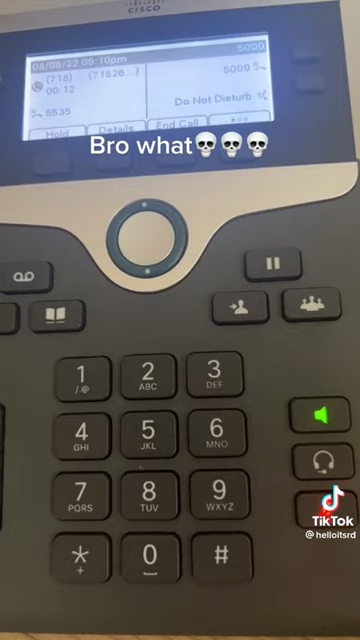 CISCO
08/08/22 05:10pm 5000
(718) (71826...) 5009
00:12
5535 Do Not Disturb
Hold Details End Call
Bro what💀💀💀
1 2 3
/.@ ABC DEF
4 5 6
GHI JKL MNO
7 8 9
PQRS TUV WXYZ
* 0 #
+
TikTok
@helloitsrd